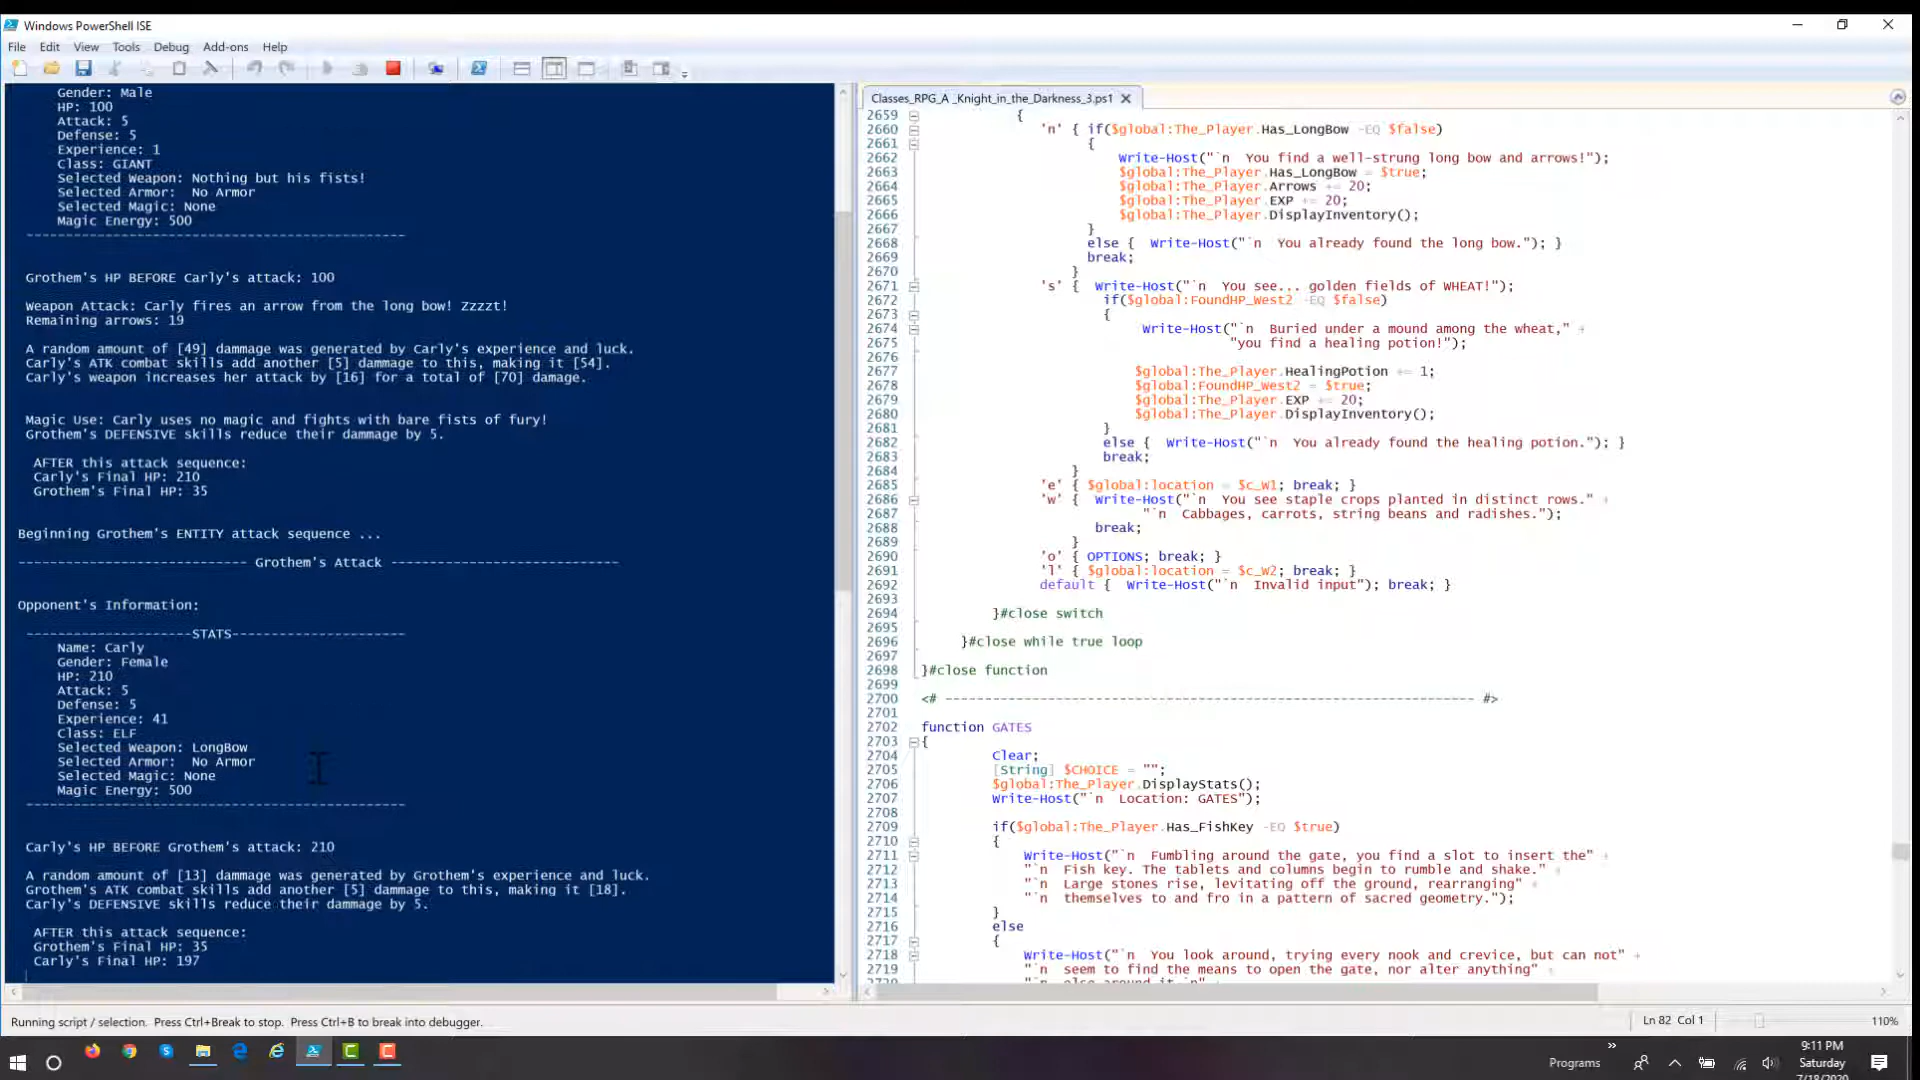 Windows PowerShell ISE
File Edit View Tools Debug Add-ons Help
Gender: Male
HP: 100
Attack: 5
Defense: 5
Experience: 1
Class: GIANT
Selected Weapon: Nothing but his fists!
Selected Armor:  No Armor
Selected Magic: None
Magic Energy: 500
------------------------------------------------
Grothem's HP BEFORE Carly's attack: 100
Weapon Attack: Carly fires an arrow from the long bow! Zzzzt!
Remaining arrows: 19
A random amount of [49] dammage was generated by Carly's experience and luck.
Carly's ATK combat skills add another [5] dammage to this, making it [54].
Carly's weapon increases her attack by [16] for a total of [70] damage.
Magic Use: Carly uses no magic and fights with bare fists of fury!
Grothem's DEFENSIVE skills reduce their dammage by 5.
AFTER this attack sequence:
Carly's Final HP: 210
Grothem's Final HP: 35
Beginning Grothem's ENTITY attack sequence ...
----------------------------- Grothem's Attack -----------------------------
Opponent's Information:
---------------------STATS----------------------
Name: Carly
Gender: Female
HP: 210
Attack: 5
Defense: 5
Experience: 41
Class: ELF
Selected Weapon: LongBow
Selected Armor:  No Armor
Selected Magic: None
Magic Energy: 500
------------------------------------------------
Carly's HP BEFORE Grothem's attack: 210
A random amount of [13] dammage was generated by Grothem's experience and luck.
Grothem's ATK combat skills add another [5] dammage to this, making it [18].
Carly's DEFENSIVE skills reduce their dammage by 5.
AFTER this attack sequence:
Grothem's Final HP: 35
Carly's Final HP: 197
Classes_RPG_A _Knight_in_the_Darkness_3.ps1
2659 {
2660 'n' { if($global:The_Player.Has_LongBow -EQ $false)
2661 {
2662 Write-Host("`n  You find a well-strung long bow and arrows!");
2663 $global:The_Player.Has_LongBow = $true;
2664 $global:The_Player.Arrows += 20;
2665 $global:The_Player.EXP += 20;
2666 $global:The_Player.DisplayInventory();
2667 }
2668 else {  Write-Host("`n  You already found the long bow."); }
2669 break;
2670 }
2671 's' {  Write-Host("`n  You see... golden fields of WHEAT!");
2672 if($global:FoundHP_West2 -EQ $false)
2673 {
2674 Write-Host("`n  Buried under a mound among the wheat," +
2675 "you find a healing potion!");
2676
2677 $global:The_Player.HealingPotion += 1;
2678 $global:FoundHP_West2 = $true;
2679 $global:The_Player.EXP += 20;
2680 $global:The_Player.DisplayInventory();
2681 }
2682 else {  Write-Host("`n  You already found the healing potion."); }
2683 break;
2684 }
2685 'e' { $global:location = $c_W1; break; }
2686 'w' {  Write-Host("`n  You see staple crops planted in distinct rows." +
2687 "`n  Cabbages, carrots, string beans and radishes.");
2688 break;
2689 }
2690 'o' { OPTIONS; break; }
2691 'l' { $global:location = $c_W2; break; }
2692 default {  Write-Host("`n  Invalid input"); break; }
2693
2694 }#close switch
2695
2696 }#close while true loop
2697
2698 }#close function
2699
2700 <# ------------------------------------------------------------------- #>
2701
2702 function GATES
2703 {
2704 Clear;
2705 [String] $CHOICE = "";
2706 $global:The_Player.DisplayStats();
2707 Write-Host("`n  Location: GATES");
2708
2709 if($global:The_Player.Has_FishKey -EQ $true)
2710 {
2711 Write-Host("`n  Fumbling around the gate, you find a slot to insert the" +
2712 "`n  Fish key. The tablets and columns begin to rumble and shake." +
2713 "`n  Large stones rise, levitating off the ground, rearranging" +
2714 "`n  themselves to and fro in a pattern of sacred geometry.");
2715 }
2716 else
2717 {
2718 Write-Host("`n  You look around, trying every nook and crevice, but can not" +
2719 "`n  seem to find the means to open the gate, nor alter anything" +
Running script / selection.  Press Ctrl+Break to stop.  Press Ctrl+B to break into debugger.
Ln 82 Col 1
110%
Programs
9:11 PM
Saturday
7/18/2020